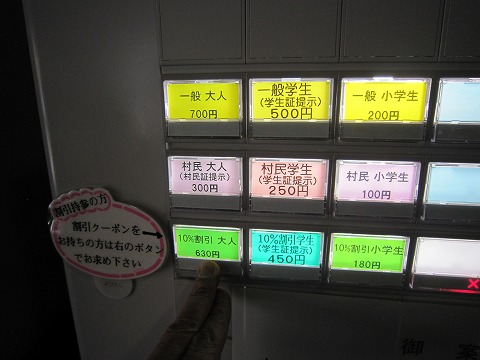 一般 大人
700円
一般学生
(学生証提示)
500円
一般 小学生
200円
村民 大人
(村民証提示)
300円
村民学生
(学生証提示)
250円
村民 小学生
100円
割引持参の方
割引クーポンを
お持ちの方は右のボタン
でお求め下さい
10%割引 大人
630円
10%割引学生
(学生証提示)
450円
10%割引小学生
180円
御 案